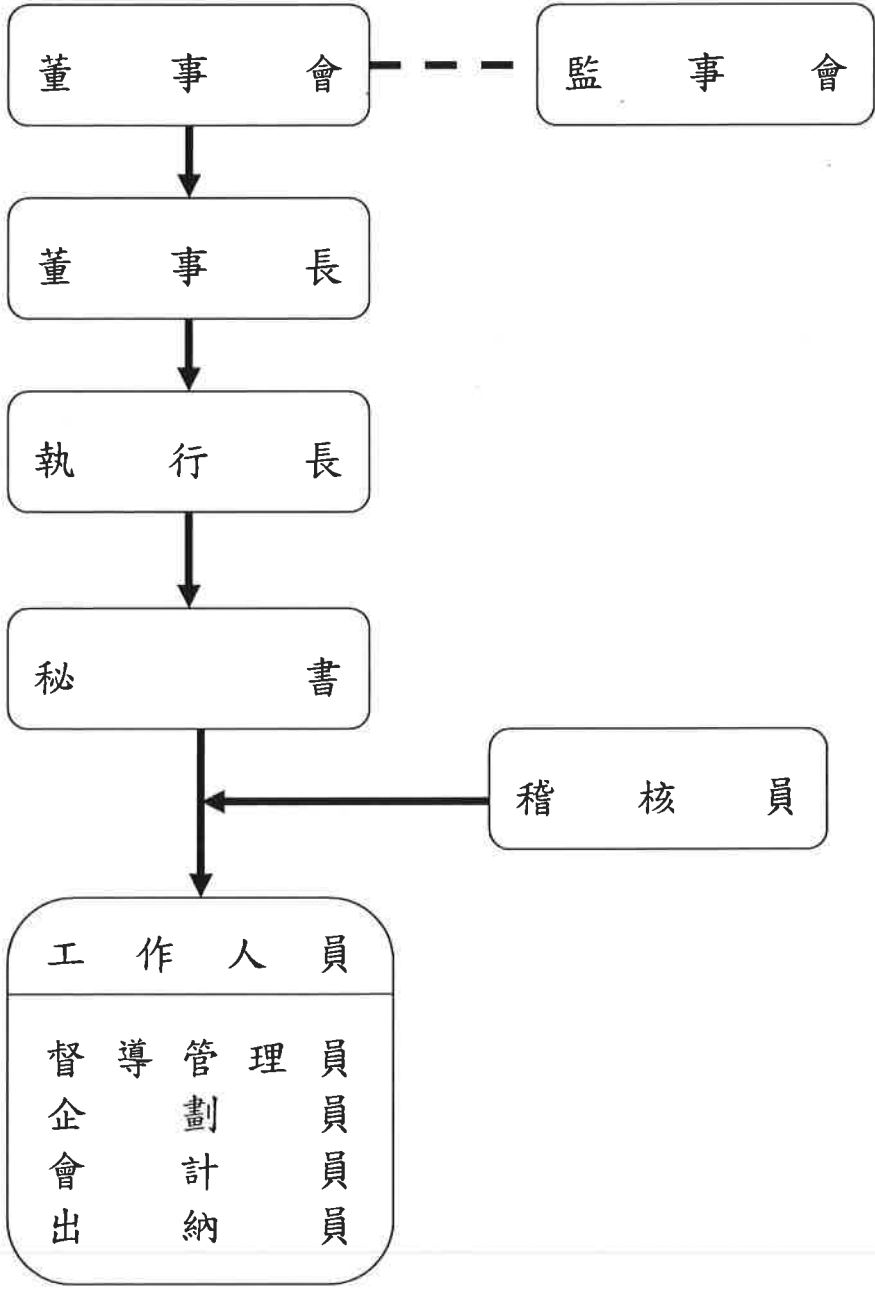 董事會
監事會
董事長
執行長
秘書
稽核員
工作人員
督導管理員
企劃員
會計員
出納員